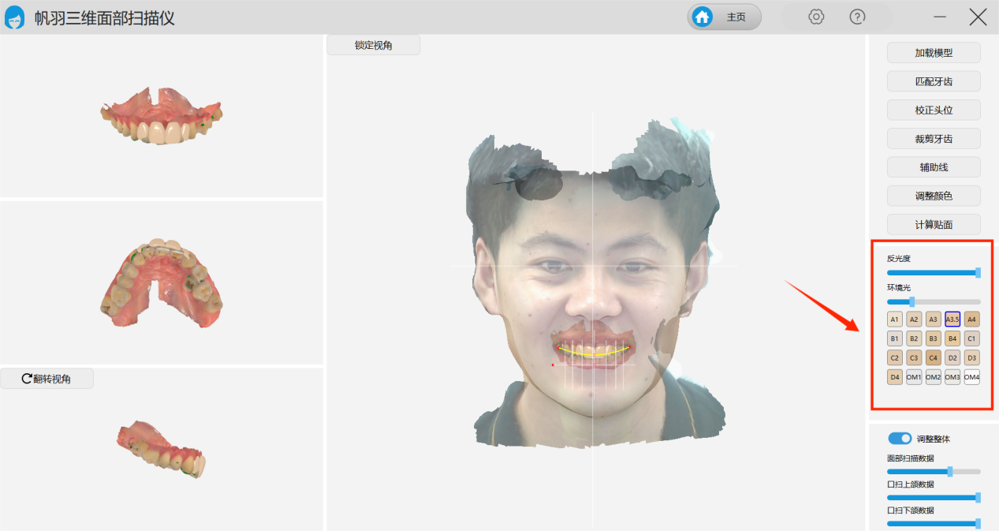 帆羽三维面部扫描仪
主页
锁定视角
翻转视角
加载模型
匹配牙齿
校正头位
裁剪牙齿
辅助线
调整颜色
计算贴面
反光度
环境光
A1 A2 A3 A3.5 A4
B1 B2 B3 B4 C1
C2 C3 C4 D2 D3
D4 OM1 OM2 OM3 OM4
调整整体
面部扫描数据
口扫上颌数据
口扫下颌数据